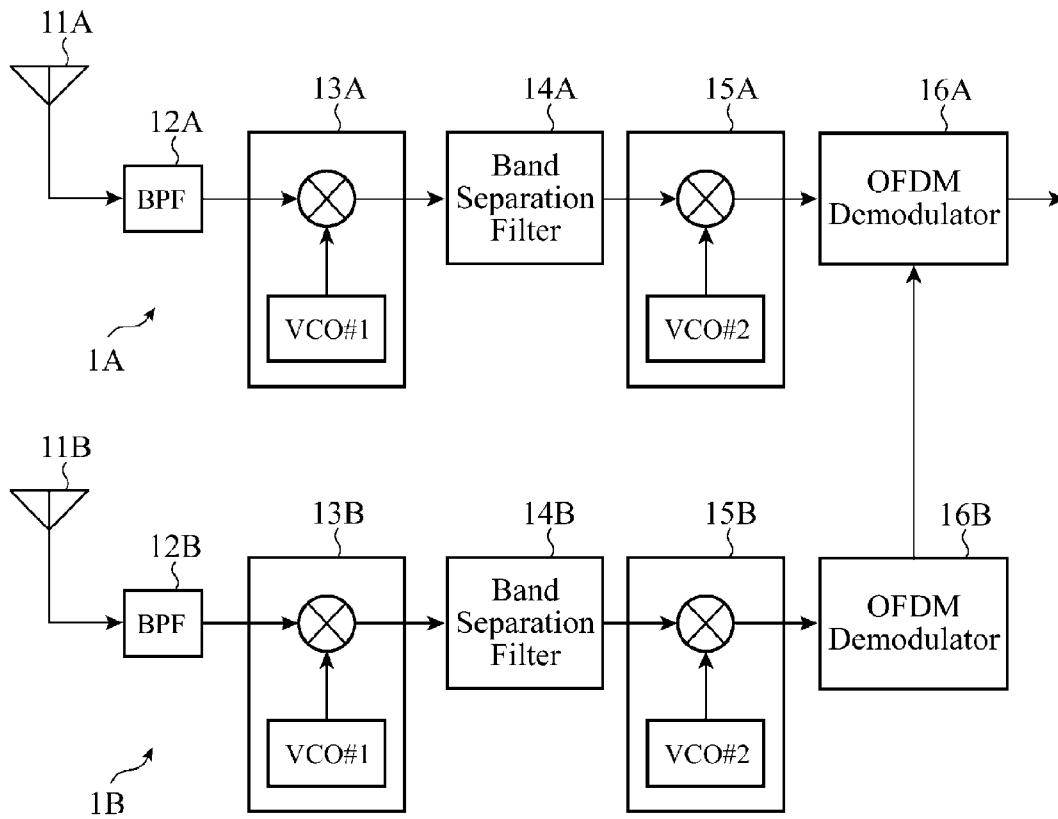 11A
12A
13A
14A
15A
16A
BPF
Band
Separation
Filter
OFDM
Demodulator
VCO#1
VCO#2
1A
11B
12B
13B
14B
15B
16B
BPF
Band
Separation
Filter
OFDM
Demodulator
VCO#1
VCO#2
1B